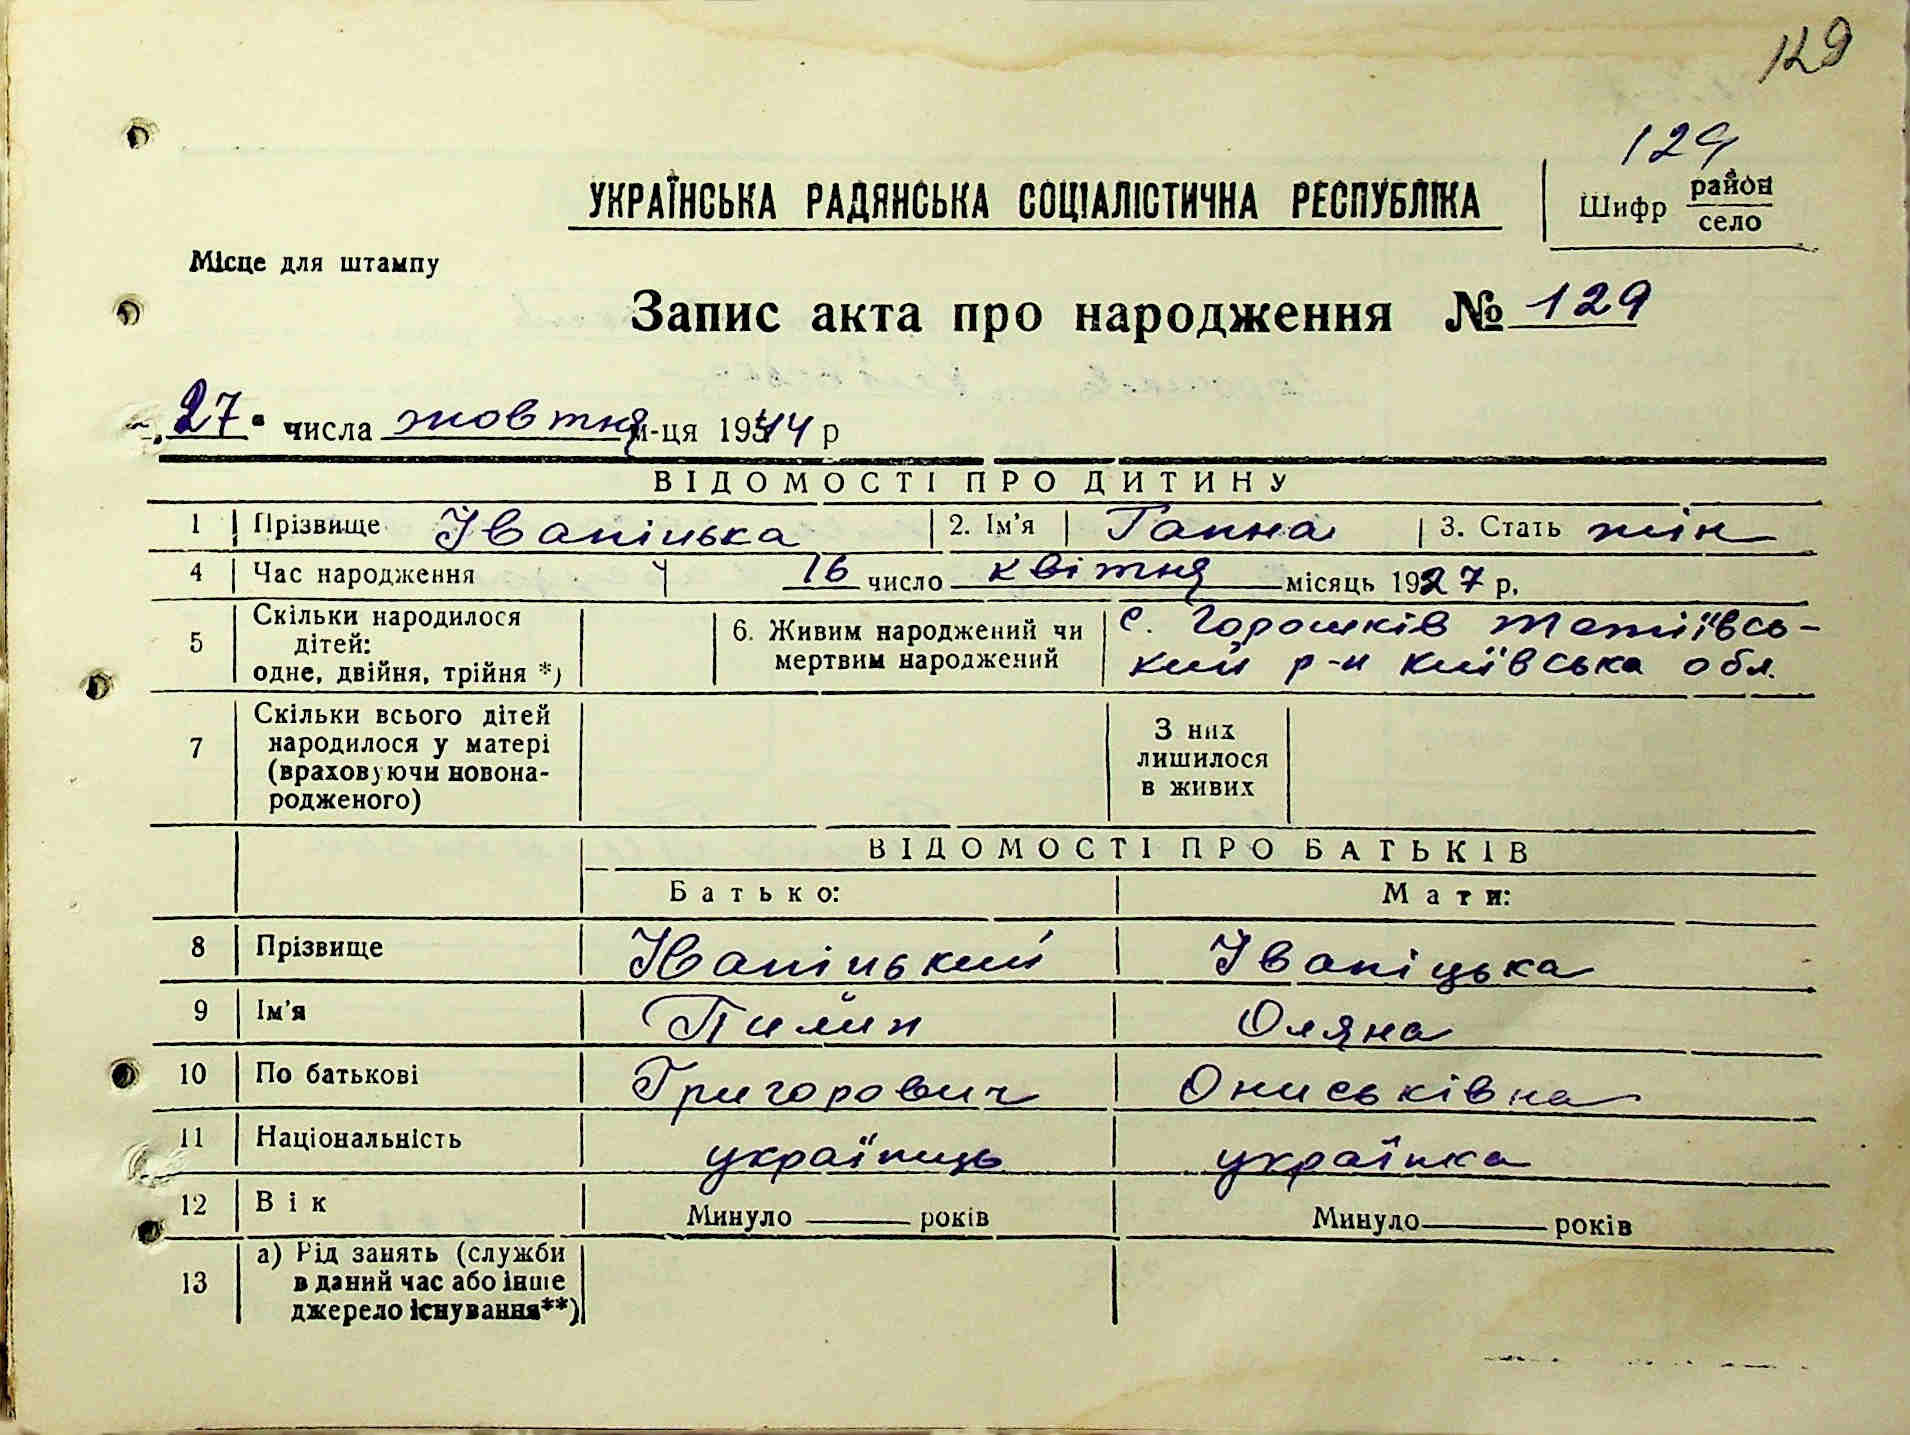 129
129
УКРАЇНСЬКА РАДЯНСЬКА СОЦІАЛІСТИЧНА РЕСПУБЛІКА
Шифр район
село
Місце для штампу
Запис акта про народження № 129
„27" числа жовтня м-ця 1944 р
ВІДОМОСТІ ПРО ДИТИНУ
1 Прізвище Іваніцька 2. Ім'я Ганна 3. Стать жін
4 Час народження 16 число квітня місяць 1927 р.
5 Скільки народилося дітей: одне, двійня, трійня *) 6. Живим народжений чи мертвим народжений с. Горошків тетіївсь-
кий р-н київська обл.
7 Скільки всього дітей народилося у матері (враховуючи новонародженого) З них лишилося в живих
ВІДОМОСТІ ПРО БАТЬКІВ
Батько: Мати:
8 Прізвище Іваніцький Іваніцька
9 Ім'я Пилип Оляна
10 По батькові Григорович Ониськівна
11 Національність українець українка
12 Вік Минуло —— років Минуло —— років
13 а) Рід занять (служби
в даний час або інше
джерело існування**)